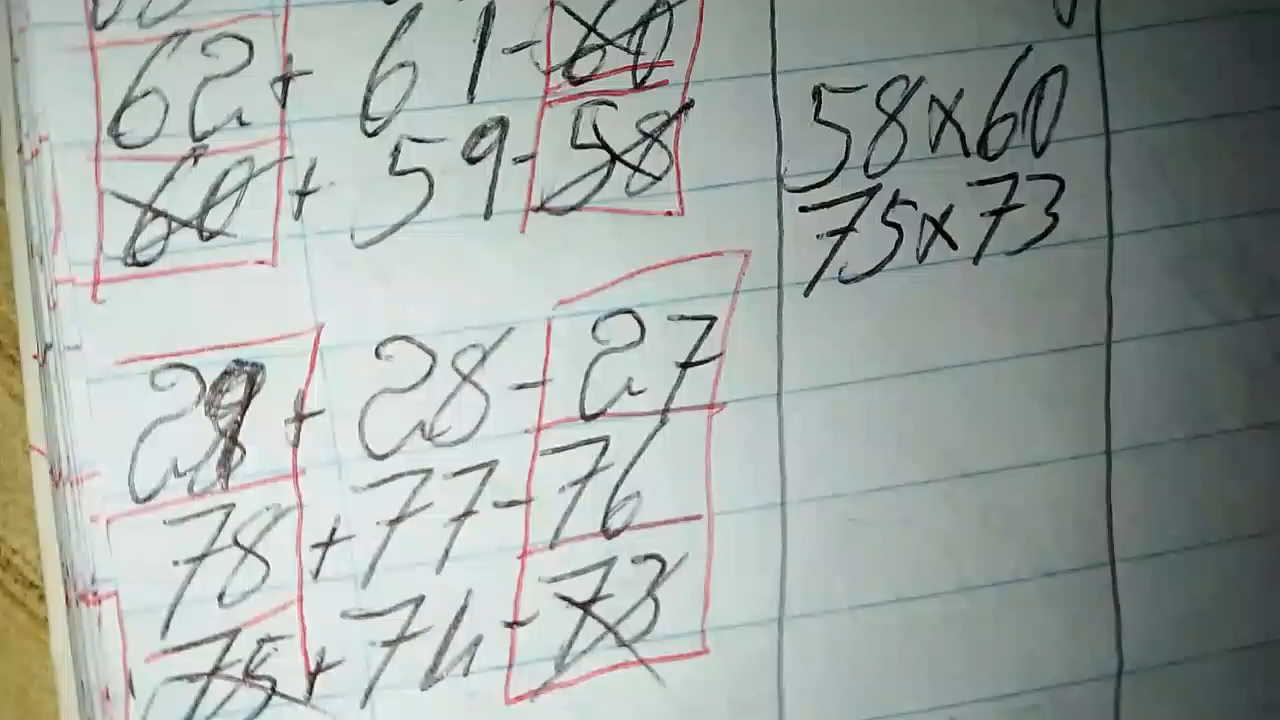 62 + 61 - 60
60 + 59 - 58
58x60
75x73
29 + 28 - 27
78 + 77 - 76
75 + 74 - 73